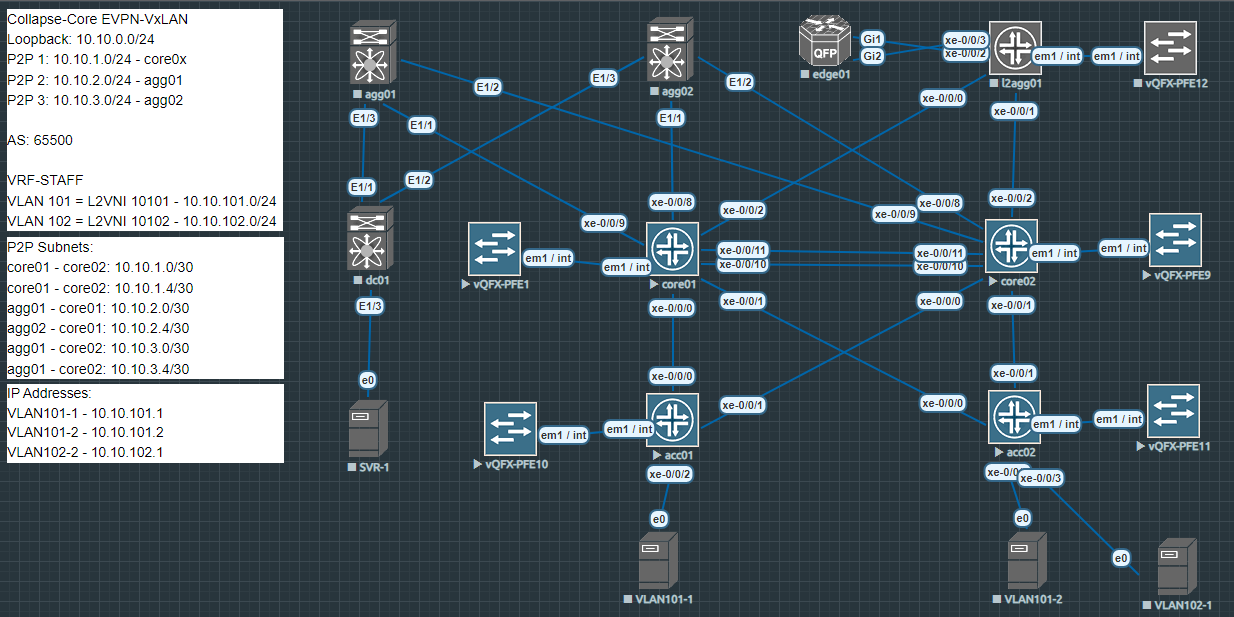 Collapse-Core EVPN-VxLAN
Loopback: 10.10.0.0/24
P2P 1: 10.10.1.0/24 - core0x
P2P 2: 10.10.2.0/24 - agg01
P2P 3: 10.10.3.0/24 - agg02
AS: 65500
VRF-STAFF
VLAN 101 = L2VNI 10101 - 10.10.101.0/24
VLAN 102 = L2VNI 10102 - 10.10.102.0/24
P2P Subnets:
core01 - core02: 10.10.1.0/30
core01 - core02: 10.10.1.4/30
agg01 - core01: 10.10.2.0/30
agg02 - core01: 10.10.2.4/30
agg01 - core02: 10.10.3.0/30
agg01 - core02: 10.10.3.4/30
IP Addresses:
VLAN101-1 - 10.10.101.1
VLAN101-2 - 10.10.101.2
VLAN102-2 - 10.10.102.1
agg01
agg02
QFP
edge01
Gi1
Gi2
xe-0/0/3
xe-0/0/2
l2agg01
em1 / int
em1 / int
vQFX-PFE12
E1/2
E1/3
E1/2
xe-0/0/0
xe-0/0/1
E1/3
E1/1
E1/1
E1/1
E1/2
xe-0/0/8
xe-0/0/2
xe-0/0/9
xe-0/0/8
xe-0/0/9
xe-0/0/2
dc01
E1/3
vQFX-PFE1
em1 / int
em1 / int
core01
xe-0/0/11
xe-0/0/10
xe-0/0/11
xe-0/0/10
core02
em1 / int
em1 / int
vQFX-PFE9
xe-0/0/0
xe-0/0/1
xe-0/0/0
xe-0/0/1
e0
SVR-1
xe-0/0/0
xe-0/0/1
xe-0/0/0
xe-0/0/1
vQFX-PFE10
em1 / int
em1 / int
acc01
xe-0/0/2
acc02
em1 / int
em1 / int
vQFX-PFE11
xe-0/0/3
e0
VLAN101-1
e0
VLAN101-2
e0
VLAN102-1